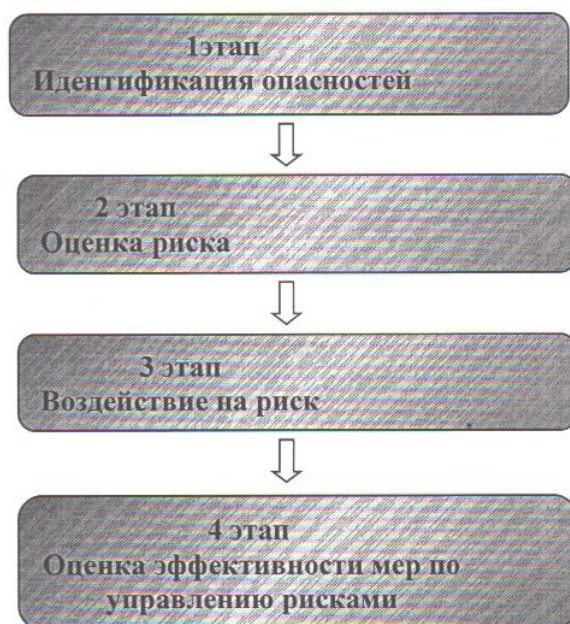 1этап
Идентификация опасностей
2 этап
Оценка риска
3 этап
Воздействие на риск
4 этап
Оценка эффективности мер по
управлению рисками